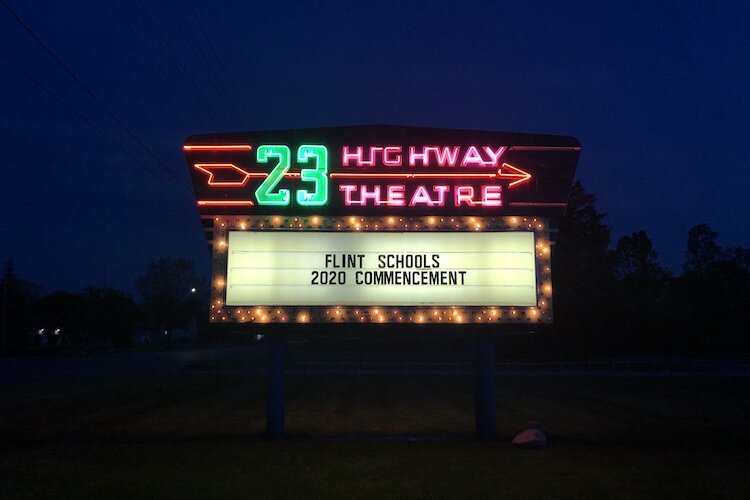 23 HIGHWAY
THEATRE
FLINT SCHOOLS
2020 COMMENCEMENT